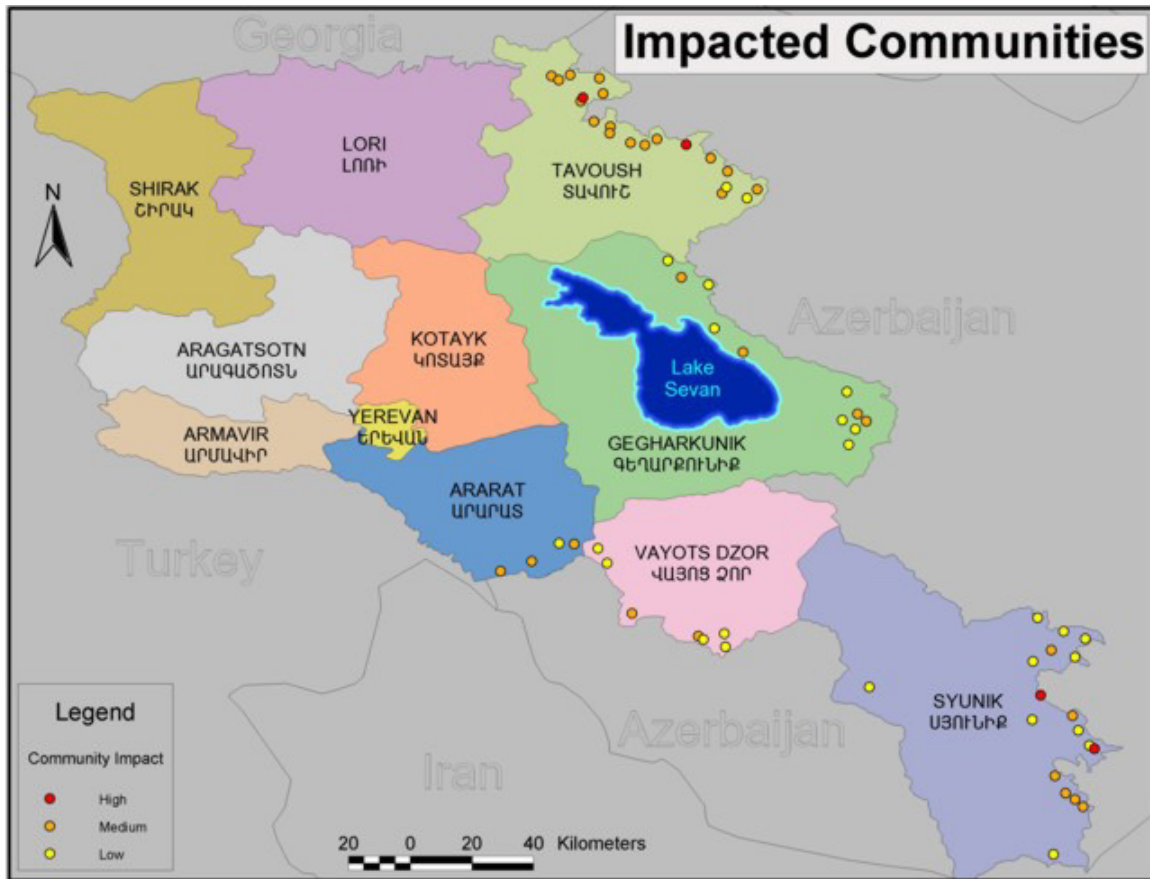 Impacted Communities
Georgia
LORI
ԼՈՌԻ
TAVOUSH
ՏԱՎՈՒՇ
SHIRAK
ՇԻՐԱԿ
N
Azerbaijan
KOTAYK
ԿՈՏԱՅՔ
ARAGATSOTN
ԱՐԱԳԱԾՈՏՆ
Lake
Sevan
YEREVAN
ԵՐԵՎԱՆ
ARMAVIR
ԱՐՄԱՎԻՐ
GEGHARKUNIK
ԳԵՂԱՐՔՈՒՆԻՔ
ARARAT
ԱՐԱՐԱՏ
Turkey
VAYOTS DZOR
ՎԱՅՈՑ ՁՈՐ
SYUNIK
ՍՅՈՒՆԻՔ
Azerbaijan
Iran
Legend
Community Impact
High
Medium
Low
20 0 20 40 Kilometers